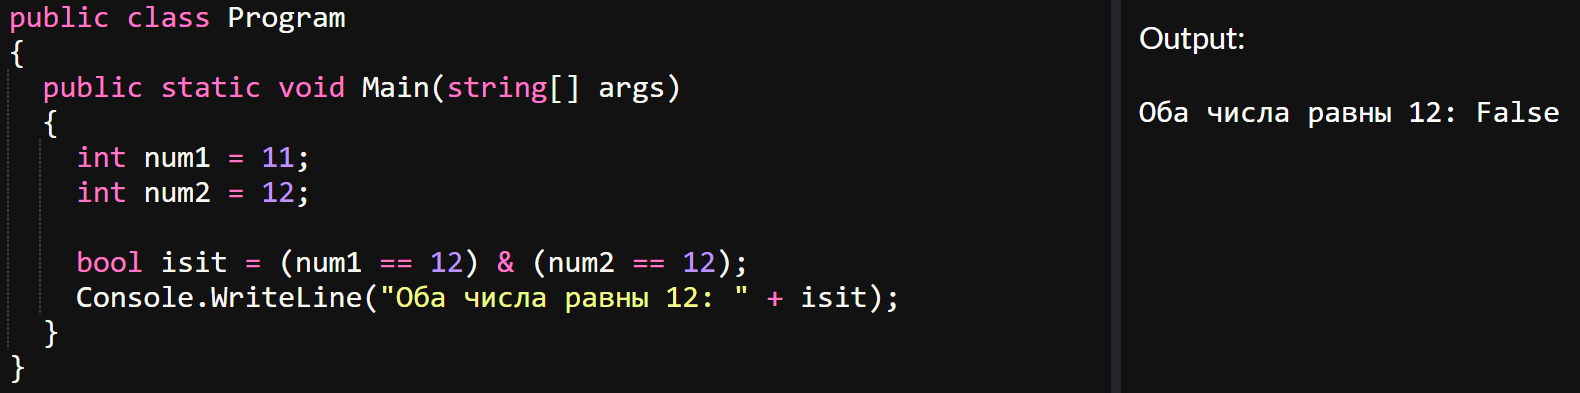 public class Program
{
  public static void Main(string[] args)
  {
    int num1 = 11;
    int num2 = 12;

    bool isit = (num1 == 12) & (num2 == 12);
    Console.WriteLine("Оба числа равны 12: " + isit);
  }
}
Output:
Оба числа равны 12: False